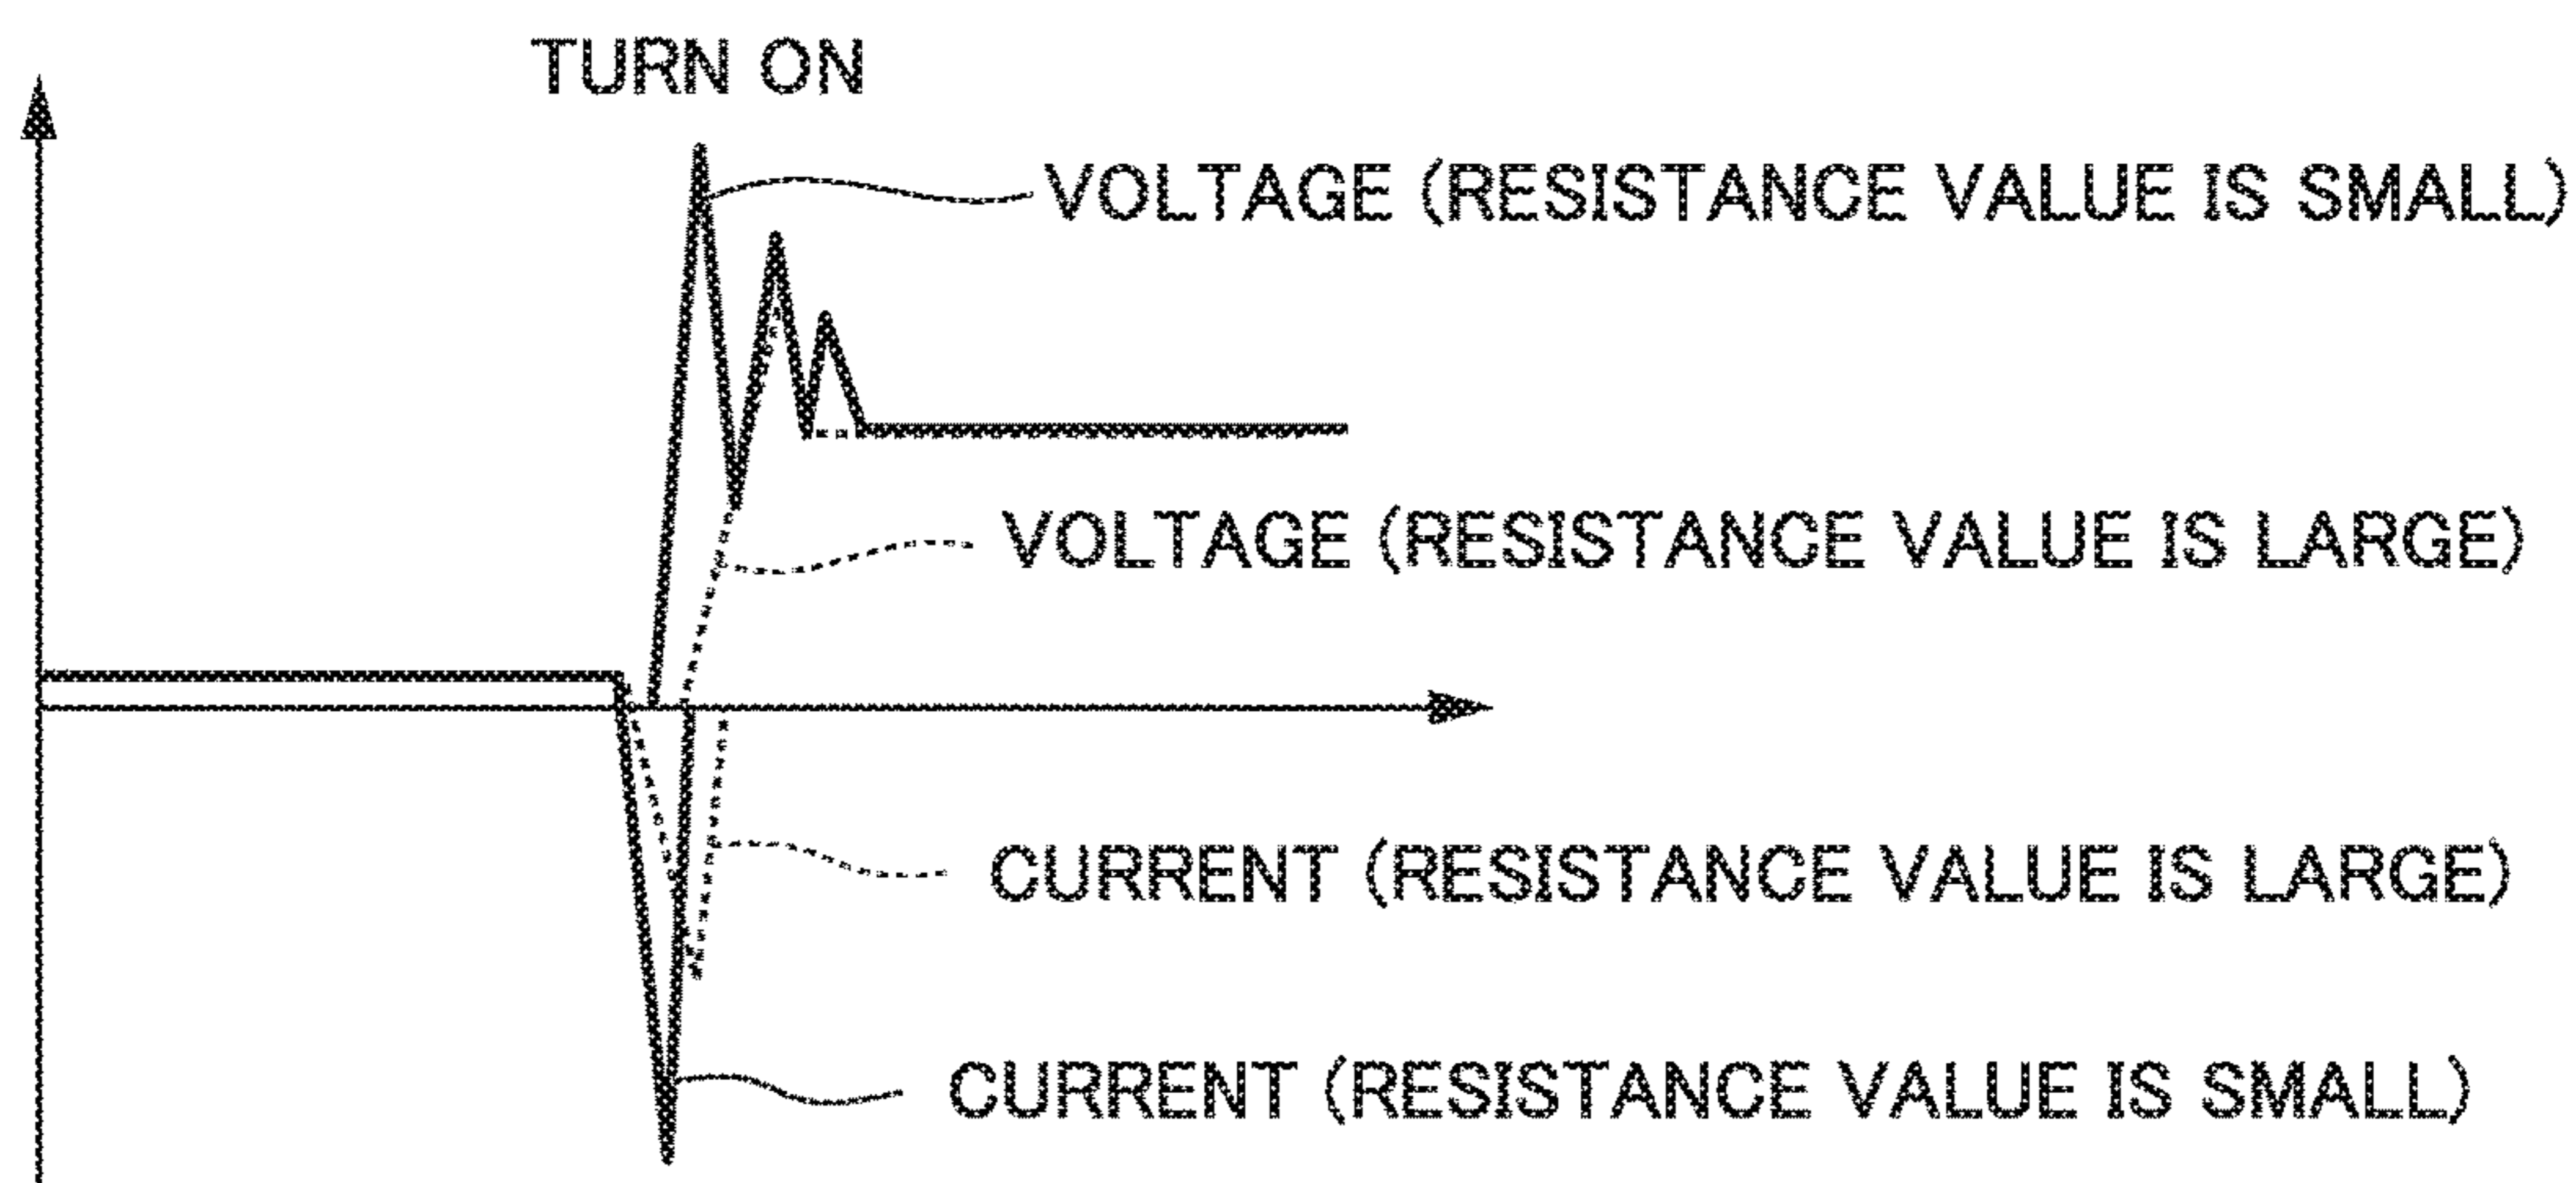 TURN ON
VOLTAGE (RESISTANCE VALUE IS SMALL)
VOLTAGE (RESISTANCE VALUE IS LARGE)
CURRENT (RESISTANCE VALUE IS LARGE)
CURRENT (RESISTANCE VALUE IS SMALL)